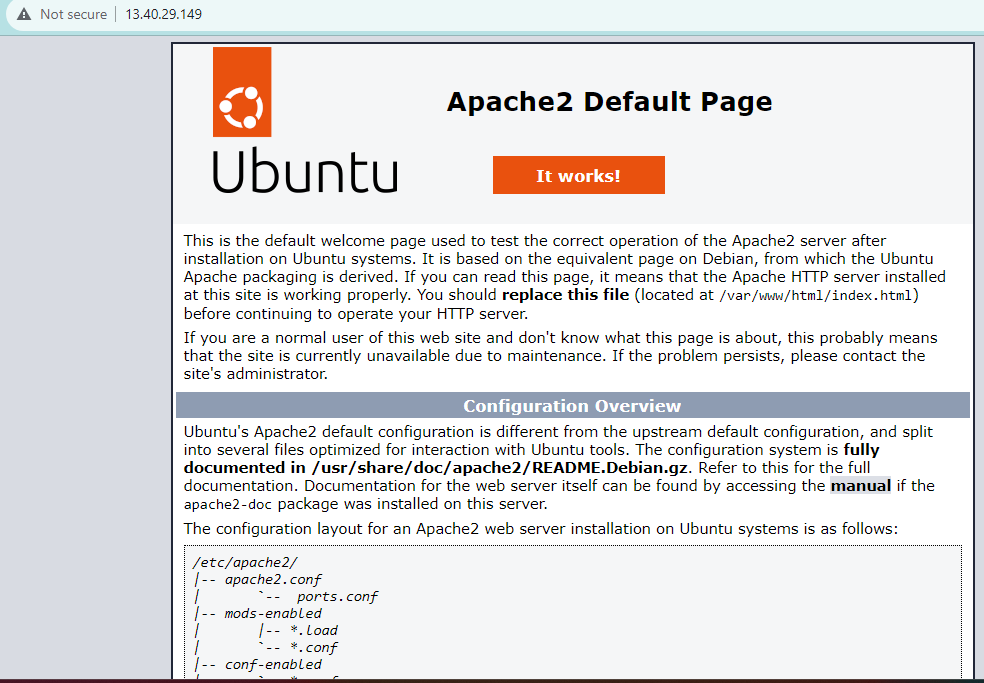 Not secure 13.40.29.149
Apache2 Default Page
Ubuntu
It works!
This is the default welcome page used to test the correct operation of the Apache2 server after
installation on Ubuntu systems. It is based on the equivalent page on Debian, from which the Ubuntu
Apache packaging is derived. If you can read this page, it means that the Apache HTTP server installed
at this site is working properly. You should replace this file (located at /var/www/html/index.html)
before continuing to operate your HTTP server.
If you are a normal user of this web site and don't know what this page is about, this probably means
that the site is currently unavailable due to maintenance. If the problem persists, please contact the
site's administrator.
Configuration Overview
Ubuntu's Apache2 default configuration is different from the upstream default configuration, and split
into several files optimized for interaction with Ubuntu tools. The configuration system is fully
documented in /usr/share/doc/apache2/README.Debian.gz. Refer to this for the full
documentation. Documentation for the web server itself can be found by accessing the manual if the
apache2-doc package was installed on this server.
The configuration layout for an Apache2 web server installation on Ubuntu systems is as follows:
/etc/apache2/
|-- apache2.conf
|       `--  ports.conf
|-- mods-enabled
|       |-- *.load
|       `-- *.conf
|-- conf-enabled